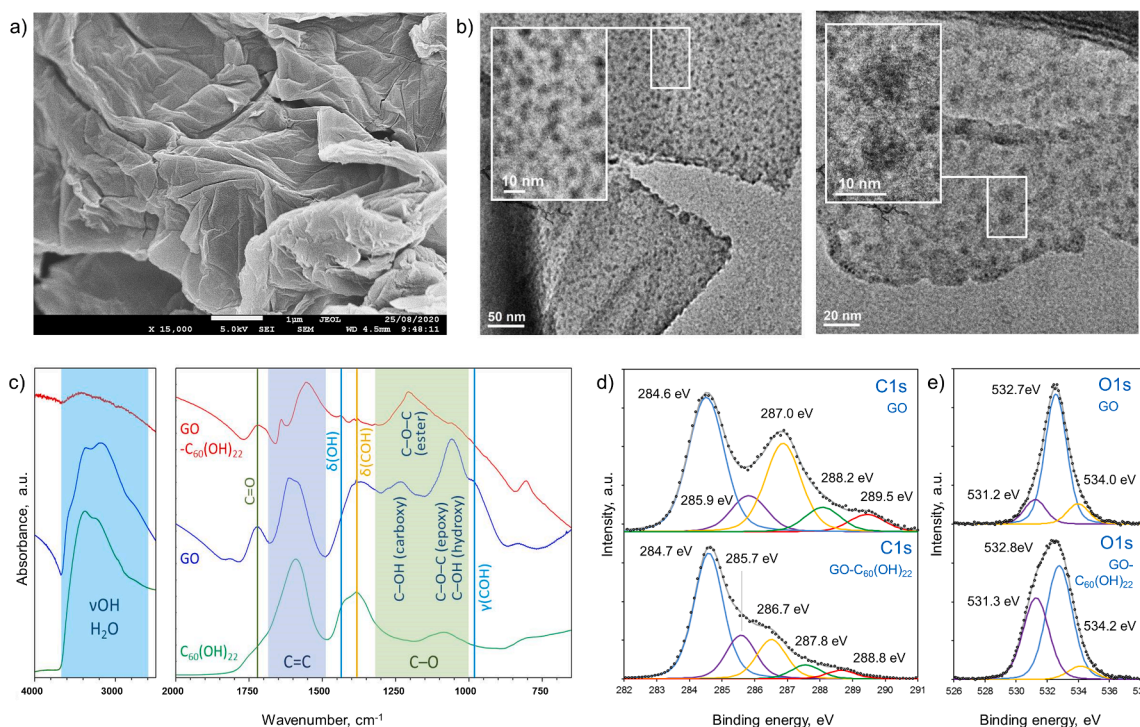 a)
X 15,000
1µm
JEOL
25/08/2020
5.0kV
SEI
SEM
WD 4.5mm
9:48:11
b)
10 nm
50 nm
10 nm
20 nm
c)
Absorbance, a.u.
νOH
H2O
4000
3000
GO
-C60(OH)22
GO
C60(OH)22
C=O
C=C
δ(OH)
δ(COH)
C–O–C
(ester)
C–OH (carboxy)
C–O–C (epoxy)
C–OH (hydroxy)
γ(COH)
C–O
2000
1500
1000
750
Wavenumber, cm-1
d)
Intensity, a.u.
C1s
GO
284.6 eV
287.0 eV
285.9 eV
288.2 eV
289.5 eV
C1s
GO-C60(OH)22
284.7 eV
285.7 eV
286.7 eV
287.8 eV
288.8 eV
282
283
284
285
286
287
288
289
290
291
Binding energy, eV
e)
Intensity, a.u.
O1s
GO
532.7eV
531.2 eV
534.0 eV
O1s
GO-
C60(OH)22
532.8eV
531.3 eV
534.2 eV
526
528
530
532
534
536
Binding energy, eV